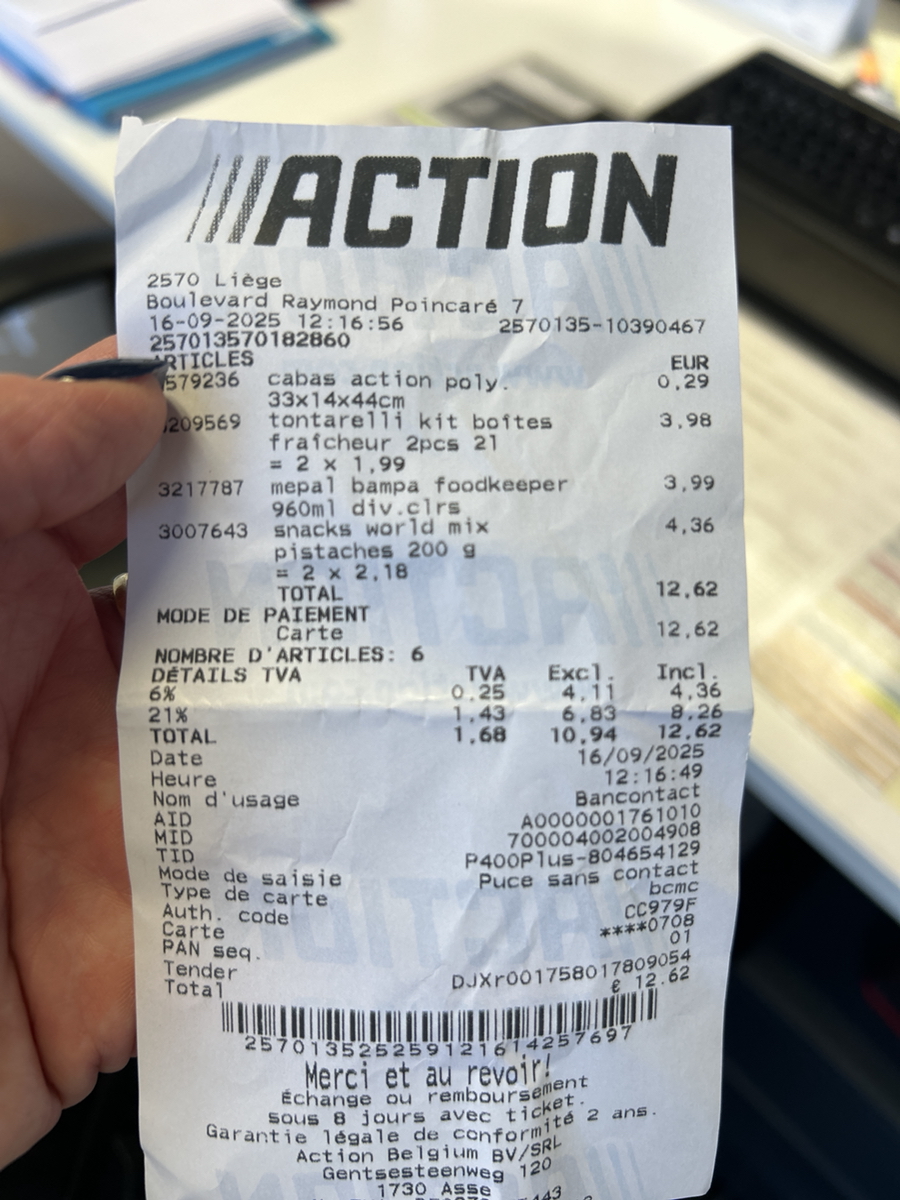 ACTION
2570 Liège
Boulevard Raymond Poincaré 7
16-09-2025 12:16:56 2570135-10390467
257013570182860
ARTICLES EUR
579236 cabas action poly. 0,29
33x14x44cm
209569 tontarelli kit boîtes 3,98
fraîcheur 2pcs 2l
= 2 x 1,99
3217787 mepal bampa foodkeeper 3,99
960ml div.clrs
3007643 snacks world mix 4,36
pistaches 200 g
= 2 x 2,18
TOTAL 12,62
MODE DE PAIEMENT
Carte 12,62
NOMBRE D'ARTICLES: 6
DÉTAILS TVA TVA Excl. Incl.
6% 0,25 4,11 4,36
21% 1,43 6,83 8,26
TOTAL 1,68 10,94 12,62
Date 16/09/2025
Heure 12:16:49
Nom d'usage Bancontact
AID A0000001761010
MID 700004002004908
TID P400Plus-804654129
Mode de saisie Puce sans contact
Type de carte bcmc
Auth. code CC979F
Carte ****0708
PAN seq. 01
Tender DJXr001758017809054
Total € 12.62
257013525259121614257697
Merci et au revoir!
Échange ou remboursement
sous 8 jours avec ticket.
Garantie légale de conformité 2 ans.
Action Belgium BV/SRL
Gentsesteenweg 120
1730 Asse